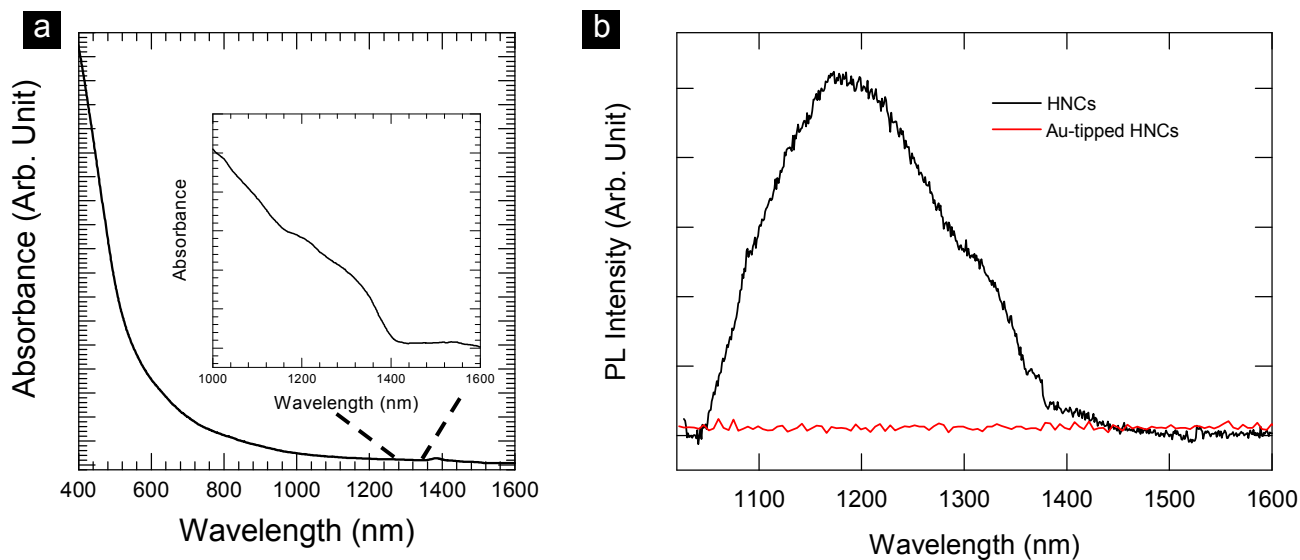 a
Absorbance (Arb. Unit)
Absorbance
1000 1200 1400 1600
Wavelength (nm)
400 600 800 1000 1200 1400 1600
Wavelength (nm)
b
PL Intensity (Arb. Unit)
HNCs
Au-tipped HNCs
1100 1200 1300 1400 1500 1600
Wavelength (nm)